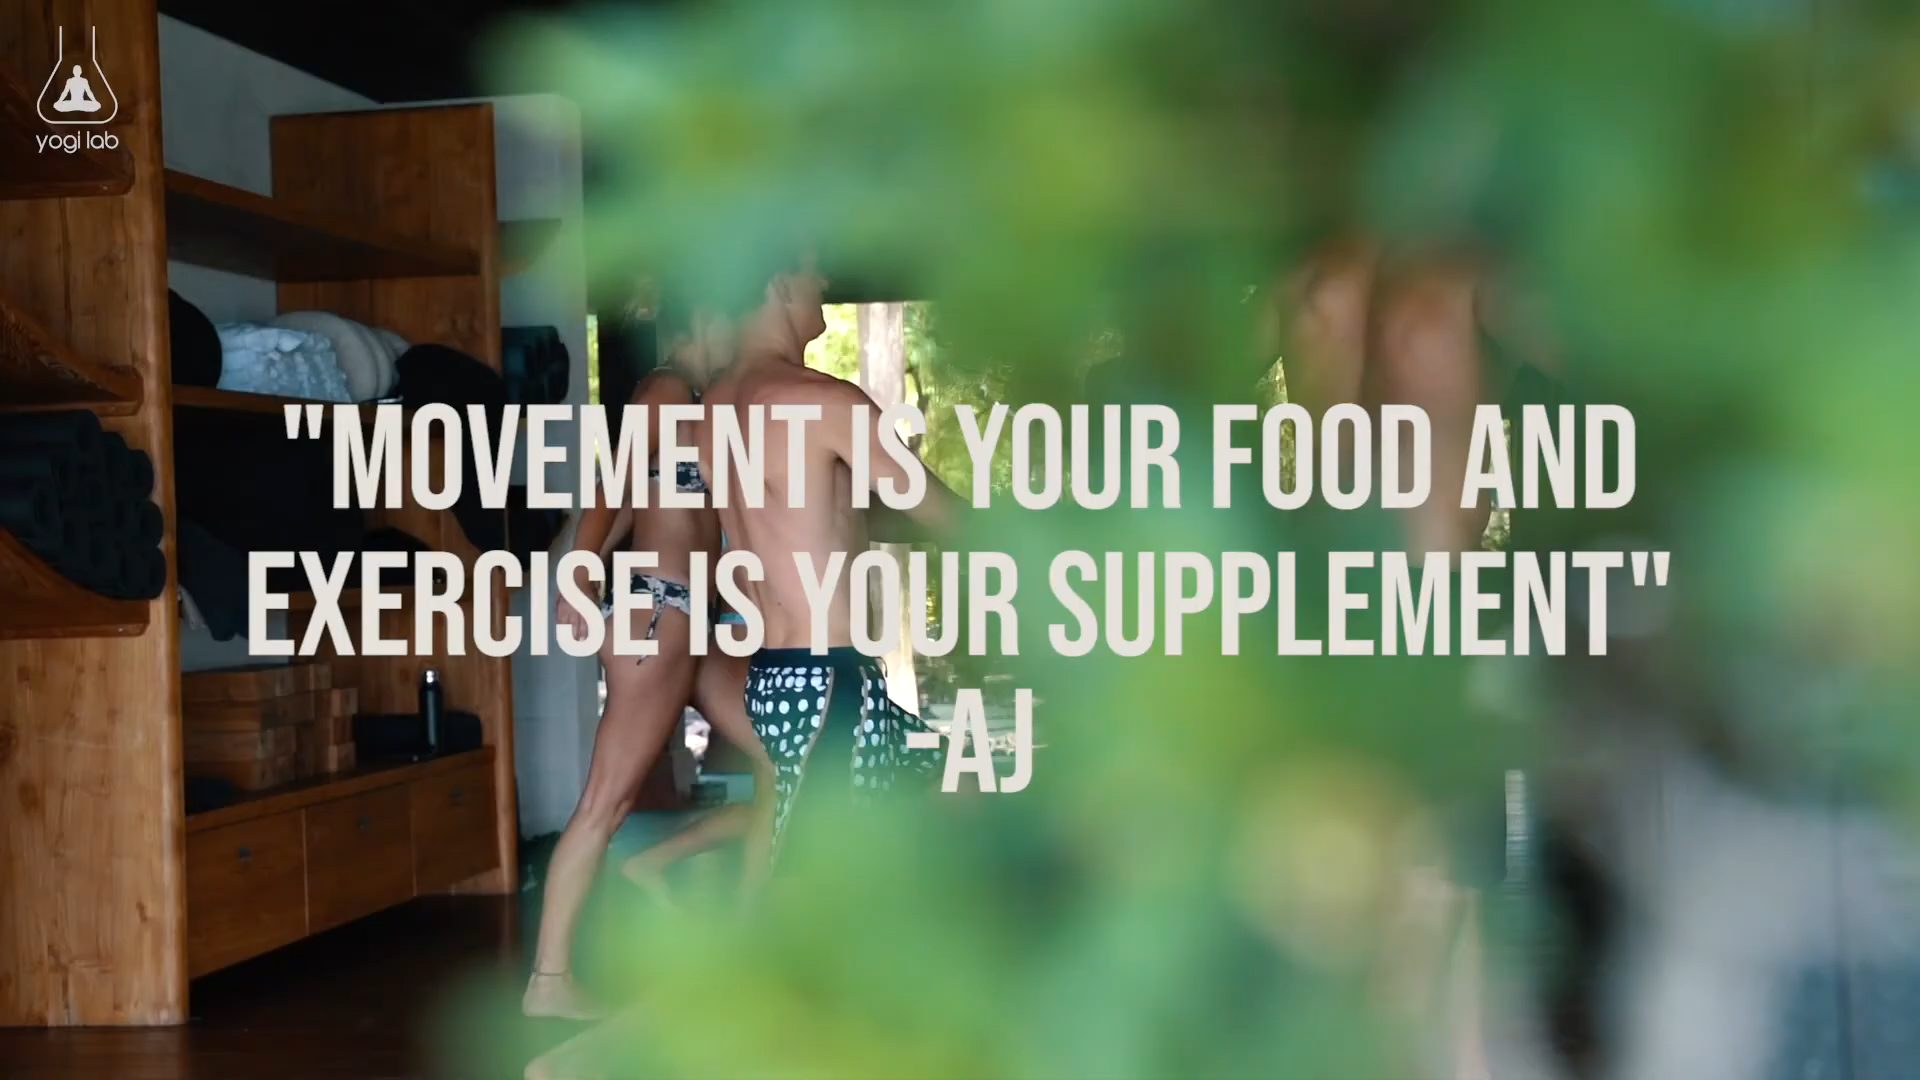 yogi lab
"MOVEMENT IS YOUR FOOD AND
EXERCISE IS YOUR SUPPLEMENT"
-AJ